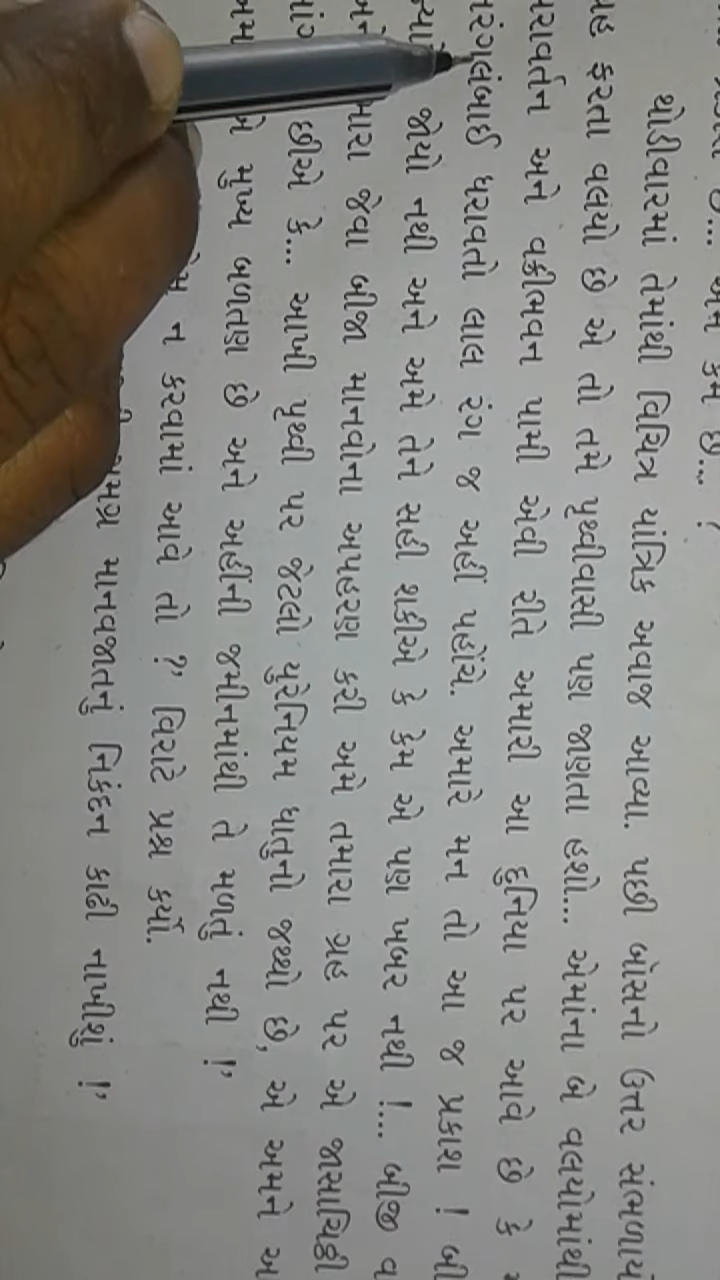 એમ કેમ છે... ?
થોડીવારમાં તેમાંથી વિચિત્ર યાંત્રિક અવાજ આવ્યા. પછી બોસનો ઉત્તર સંભળાય
ફરતા વલયો છે એ તો તમે પૃથ્વીવાસી પણ જાણતા હશો... એમાંના બે વલયોમાંથી
પરાવર્તન અને વક્રીભવન પામી એવી રીતે અમારી આ દુનિયા પર આવે છે કે
તરંગલંબાઈ ધરાવતો લાલ રંગ જ અહીં પહોંચે. અમારે મન તો આ જ પ્રકાશ !
જોયો નથી અને અમે તેને સહી શકીએ કે કેમ એ પણ ખબર નથી !... બીજી
મારા જેવા બીજા માનવોના અપહરણ કરી અમે તમારા ગ્રહ પર એ જાસાચિઠ્ઠી
છીએ કે... આખી પૃથ્વી પર જેટલો યુરેનિયમ ધાતુનો જથ્થો છે, એ અમને
મુખ્ય બળતણ છે અને અહીંની જમીનમાંથી તે મળતું નથી !'
ન કરવામાં આવે તો ?' વિરાટે પ્રશ્ન કર્યો.
માનવજાતનું નિકંદન કાઢી નાખીશું !'